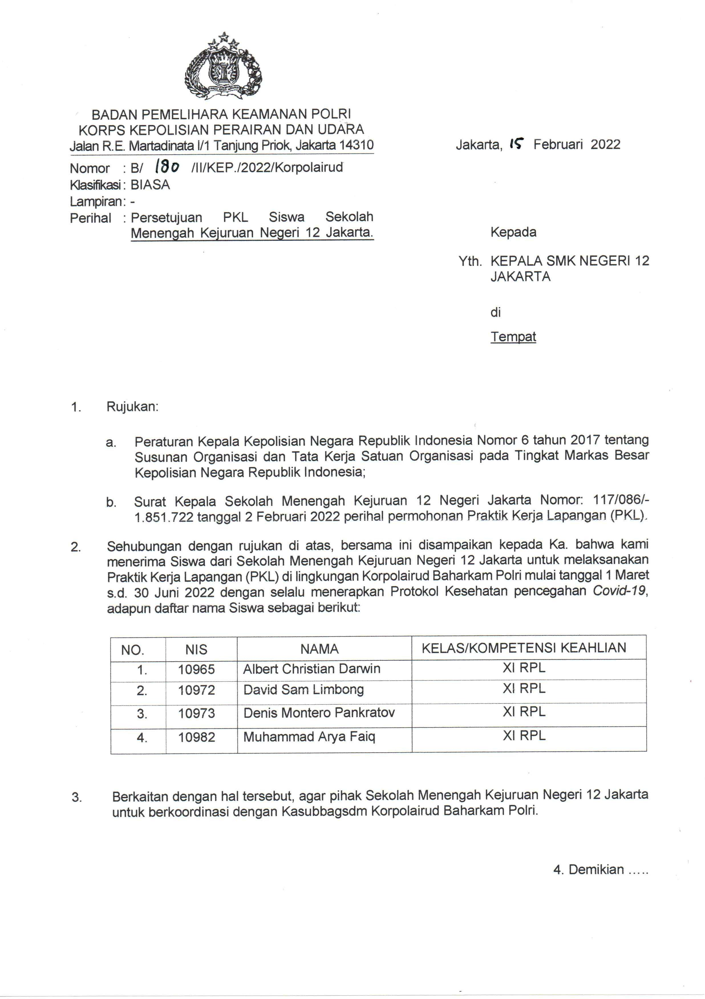 BADAN PEMELIHARA KEAMANAN POLRI
KORPS KEPOLISIAN PERAIRAN DAN UDARA
Jalan R.E. Martadinata I/1 Tanjung Priok, Jakarta 14310
Jakarta, 15 Februari 2022
Nomor : B/ 180 /II/KEP./2022/Korpolairud
Klasifikasi : BIASA
Lampiran : -
Perihal : Persetujuan PKL Siswa Sekolah
Menengah Kejuruan Negeri 12 Jakarta.
Kepada
Yth. KEPALA SMK NEGERI 12
JAKARTA
di
Tempat
1. Rujukan:
a. Peraturan Kepala Kepolisian Negara Republik Indonesia Nomor 6 tahun 2017 tentang
Susunan Organisasi dan Tata Kerja Satuan Organisasi pada Tingkat Markas Besar
Kepolisian Negara Republik Indonesia;
b. Surat Kepala Sekolah Menengah Kejuruan 12 Negeri Jakarta Nomor: 117/086/-
1.851.722 tanggal 2 Februari 2022 perihal permohonan Praktik Kerja Lapangan (PKL).
2. Sehubungan dengan rujukan di atas, bersama ini disampaikan kepada Ka. bahwa kami
menerima Siswa dari Sekolah Menengah Kejuruan Negeri 12 Jakarta untuk melaksanakan
Praktik Kerja Lapangan (PKL) di lingkungan Korpolairud Baharkam Polri mulai tanggal 1 Maret
s.d. 30 Juni 2022 dengan selalu menerapkan Protokol Kesehatan pencegahan Covid-19,
adapun daftar nama Siswa sebagai berikut:
NO. NIS NAMA KELAS/KOMPETENSI KEAHLIAN
1. 10965 Albert Christian Darwin XI RPL
2. 10972 David Sam Limbong XI RPL
3. 10973 Denis Montero Pankratov XI RPL
4. 10982 Muhammad Arya Faiq XI RPL
3. Berkaitan dengan hal tersebut, agar pihak Sekolah Menengah Kejuruan Negeri 12 Jakarta
untuk berkoordinasi dengan Kasubbagsdm Korpolairud Baharkam Polri.
4. Demikian .....